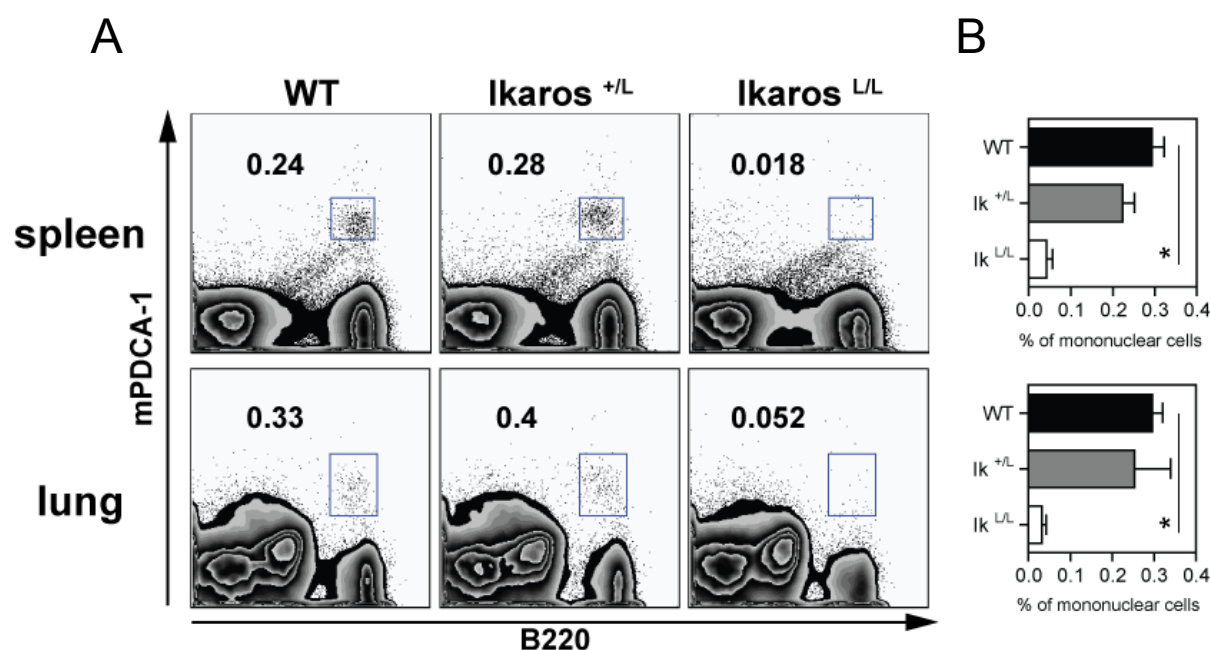 A
B
WT
Ikaros +/L
Ikaros L/L
spleen
0.24
0.28
0.018
WT
Ik +/L
Ik L/L
*
0.0 0.1 0.2 0.3 0.4
% of mononuclear cells
mPDCA-1
lung
0.33
0.4
0.052
WT
Ik +/L
Ik L/L
*
0.0 0.1 0.2 0.3 0.4
% of mononuclear cells
B220